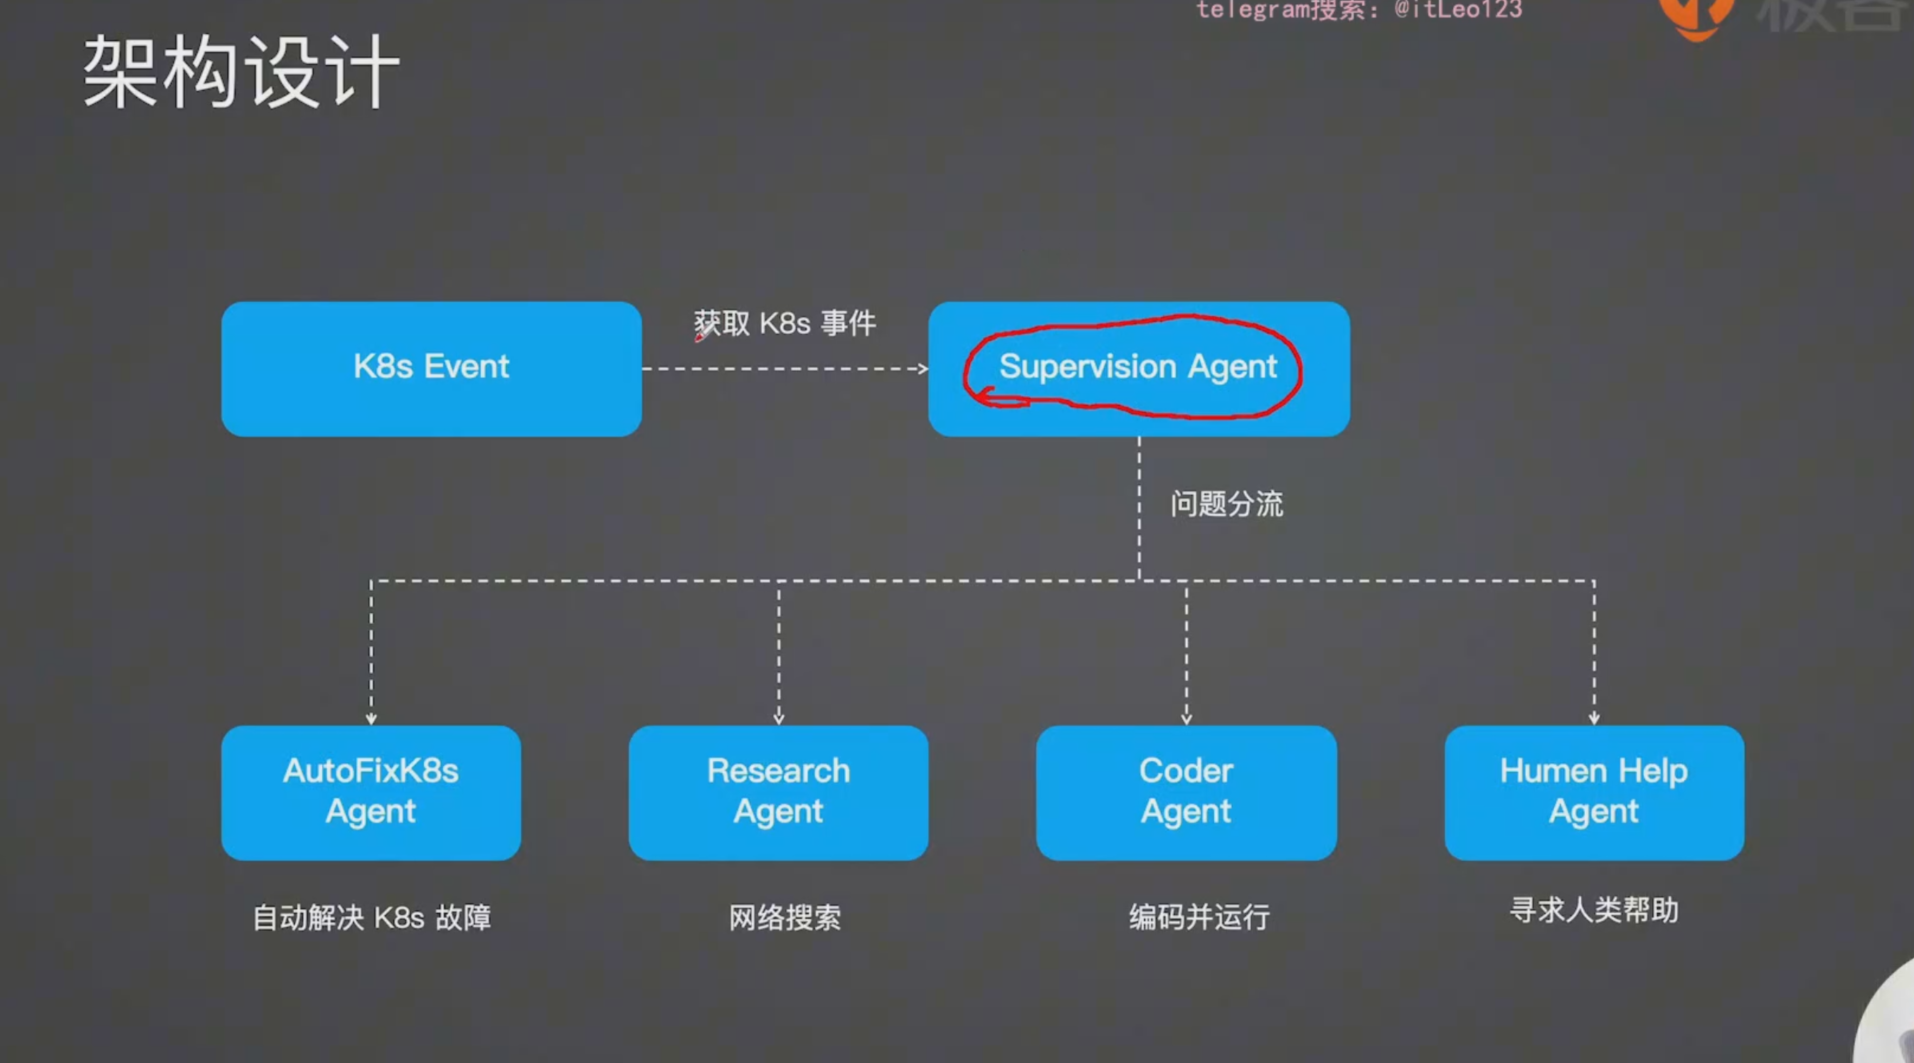 telegram搜索：@itLeo123
极客
架构设计
K8s Event
获取 K8s 事件
Supervision Agent
问题分流
AutoFixK8s
Agent
Research
Agent
Coder
Agent
Humen Help
Agent
自动解决 K8s 故障
网络搜索
编码并运行
寻求人类帮助